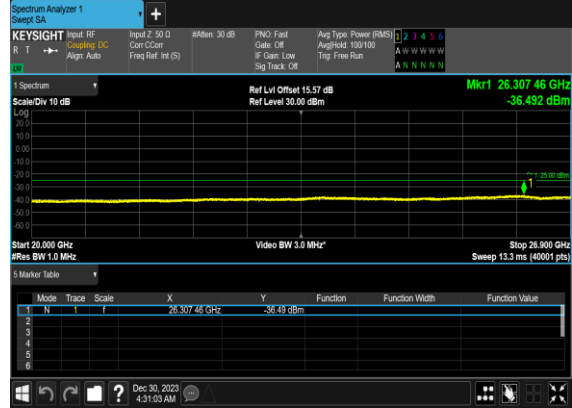 Spectrum Analyzer 1
Swept SA
KEYSIGHT
R T
Input: RF
Coupling: DC
Align: Auto
Input Z: 50 Ω
Corr CCorr
Freq Ref: Int (S)
#Atten: 30 dB
PNO: Fast
Gate: Off
IF Gain: Low
Sig Track: Off
Avg Type: Power (RMS)
Avg|Hold: 100/100
Trig: Free Run
1 2 3 4 5 6
A W W W W W
A N N N N N
1 Spectrum
Scale/Div 10 dB
Ref Lvl Offset 15.57 dB
Ref Level 30.00 dBm
Mkr1 26.307 46 GHz
-36.492 dBm
Log
20.0
10.0
0.00
-10.0
-20.0
-30.0
-40.0
-50.0
-60.0
-25.00 dBm
1
Start 20.000 GHz
#Res BW 1.0 MHz
Video BW 3.0 MHz*
Stop 26.900 GHz
Sweep 13.3 ms (40001 pts)
5 Marker Table
Mode Trace Scale X Y Function Function Width Function Value
1 N 1 f 26.307 46 GHz -36.49 dBm
2
3
4
5
6
? Dec 30, 2023
4:31:03 AM